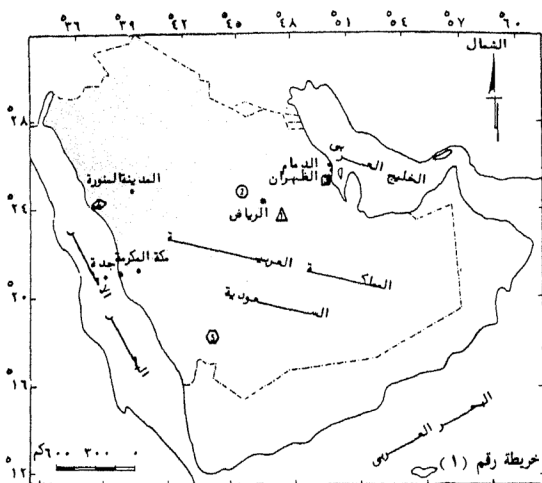 ٣٦ ٣٩ ٤٢ ٤٥ ٤٨ ٥١ ٥٤ ٥٧ ٦٠
الشمال
٢٨
٢٤
٢٠
١٦
١٢
الخليج العربي
الدمام
الظهران
المدينة المنورة
الرياض
مكة المكرمة
جدة
المملكة العربية
السعودية
البحر
البحر العربي
٦٠٠ ٣٠٠ ٠ كم
خريطة رقم (١)